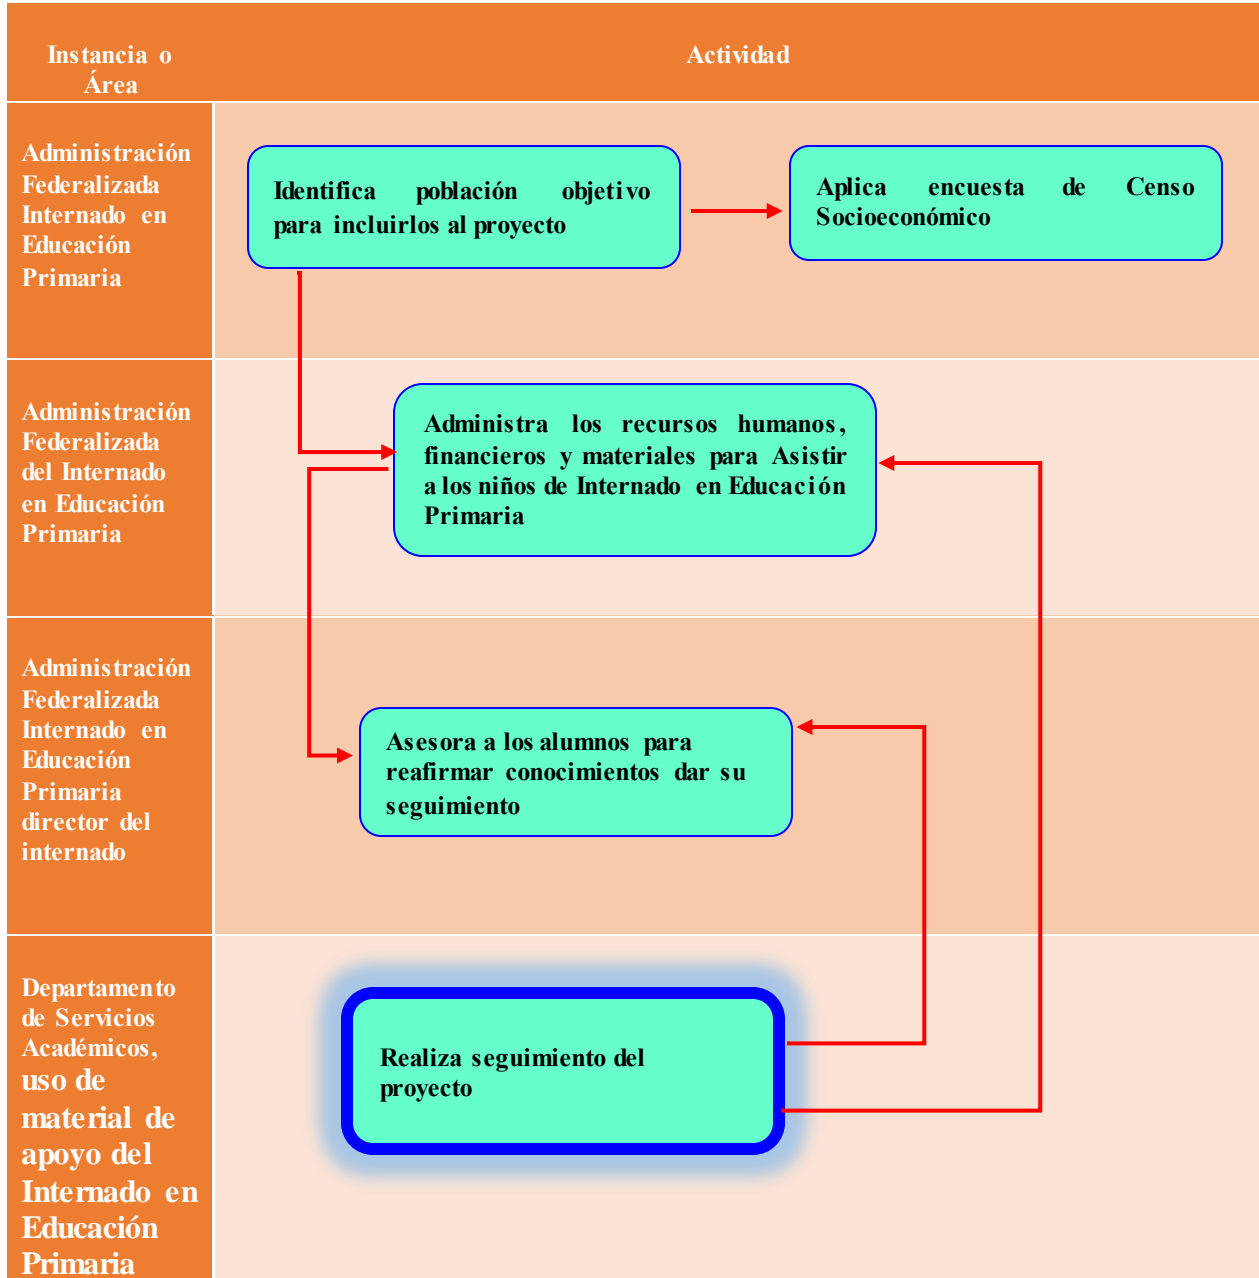 Instancia o
Área
Actividad
Administración
Federalizada
Internado en
Educación
Primaria
Identifica población objetivo
para incluirlos al proyecto
Aplica encuesta de Censo
Socioeconómico
Administración
Federalizada
del Internado
en Educación
Primaria
Administra los recursos humanos,
financieros y materiales para Asistir
a los niños de Internado en Educación
Primaria
Administración
Federalizada
Internado en
Educación
Primaria
director del
internado
Asesora a los alumnos para
reafirmar conocimientos dar su
seguimiento
Departamento
de Servicios
Académicos,
uso de
material de
apoyo del
Internado en
Educación
Primaria
Realiza seguimiento del
proyecto